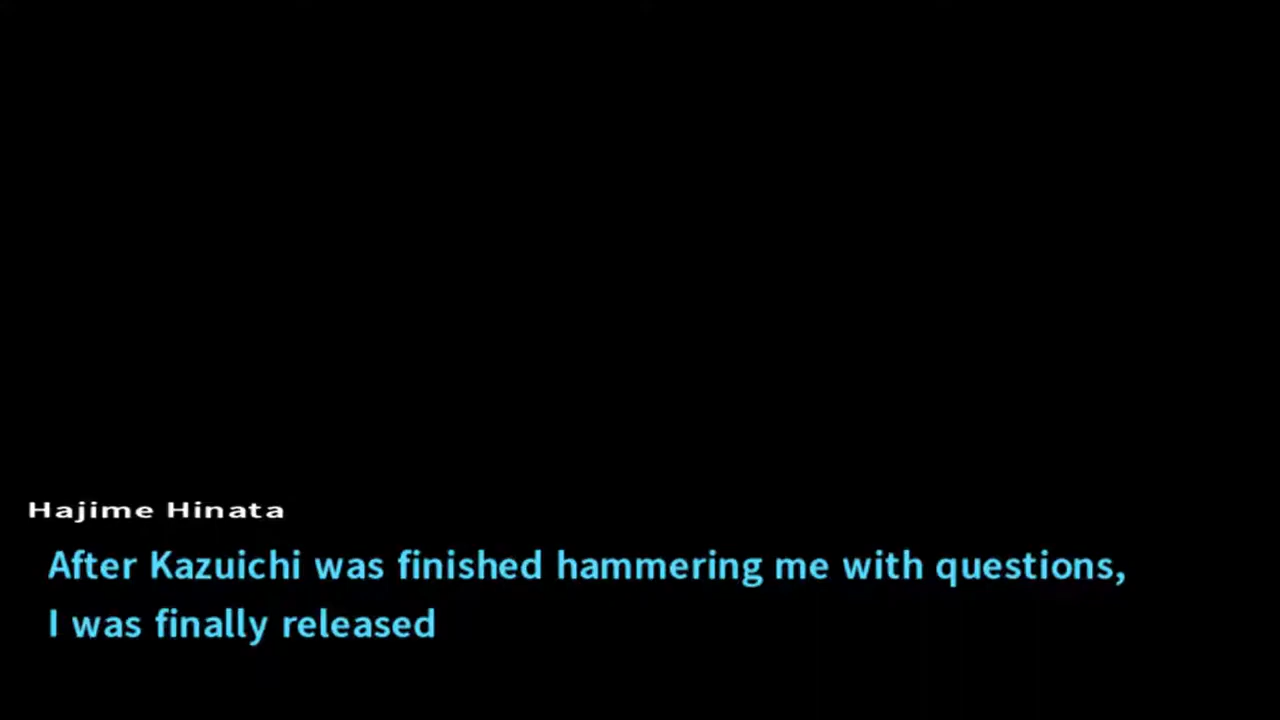 Hajime Hinata
After Kazuichi was finished hammering me with questions,
I was finally released